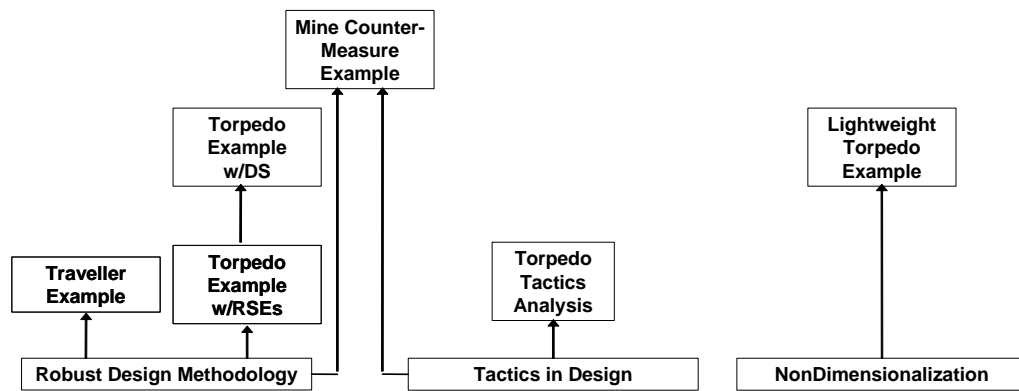 Mine Counter-
Measure
Example
Torpedo
Example
w/DS
Lightweight
Torpedo
Example
Traveller
Example
Torpedo
Example
w/RSEs
Torpedo
Tactics
Analysis
Robust Design Methodology
Tactics in Design
NonDimensionalization